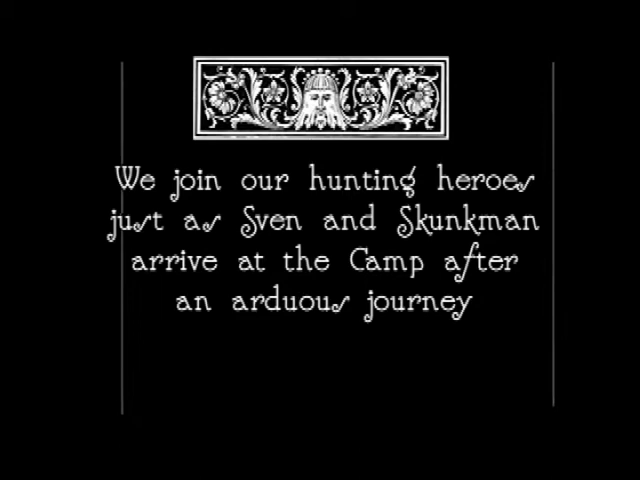 We join our hunting heroes
just as Sven and Skunkman
arrive at the Camp after
an arduous journey